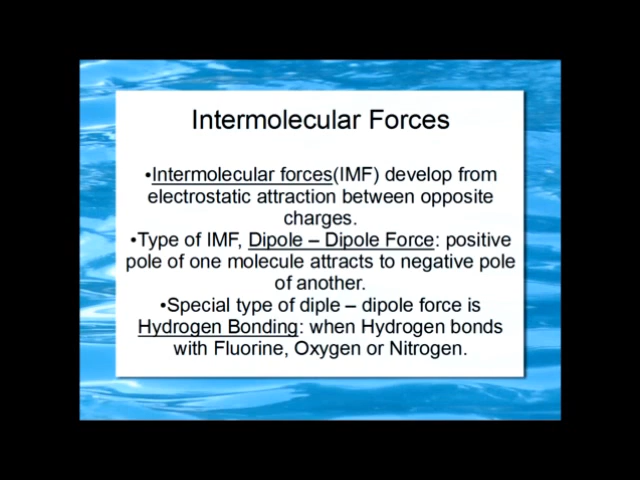 Intermolecular Forces
•Intermolecular forces(IMF) develop from
electrostatic attraction between opposite
charges.
•Type of IMF, Dipole – Dipole Force: positive
pole of one molecule attracts to negative pole
of another.
•Special type of diple – dipole force is
Hydrogen Bonding: when Hydrogen bonds
with Fluorine, Oxygen or Nitrogen.